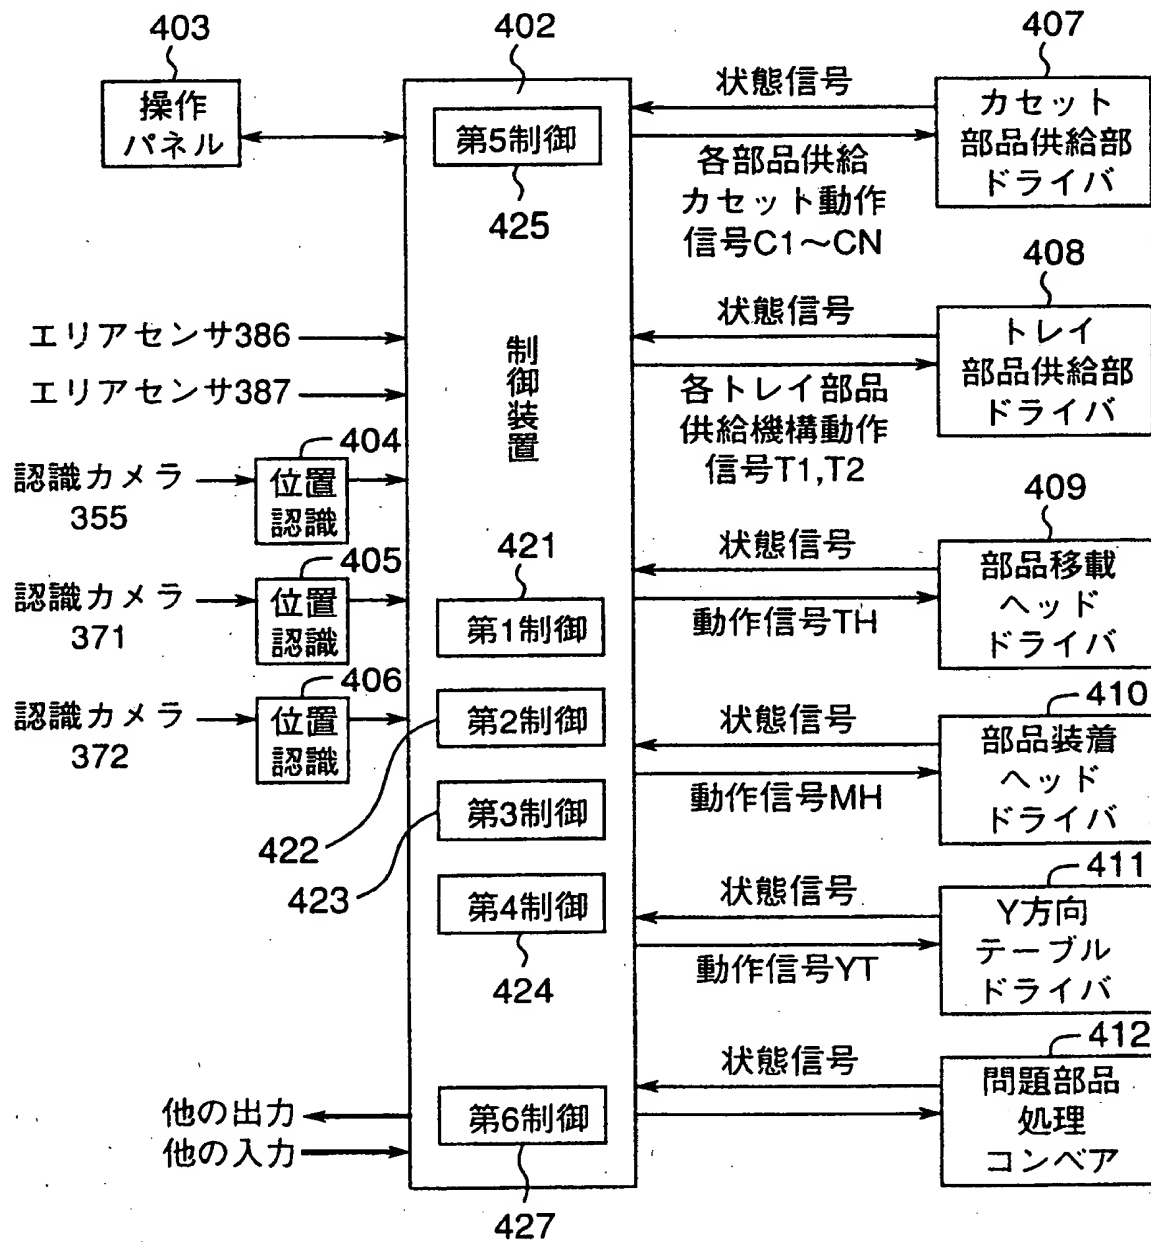 403
操作
パネル
エリアセンサ386
エリアセンサ387
認識カメラ
355
404
位置
認識
認識カメラ
371
405
位置
認識
認識カメラ
372
406
位置
認識
422
423
他の出力
他の入力
402
第5制御
425
制御装置
421
第1制御
第2制御
第3制御
第4制御
424
第6制御
427
状態信号
各部品供給
カセット動作
信号C1～CN
407
カセット
部品供給部
ドライバ
状態信号
各トレイ部品
供給機構動作
信号T1,T2
408
トレイ
部品供給部
ドライバ
状態信号
動作信号TH
409
部品移載
ヘッド
ドライバ
状態信号
動作信号MH
410
部品装着
ヘッド
ドライバ
状態信号
動作信号YT
411
Y方向
テーブル
ドライバ
状態信号
412
問題部品
処理
コンベア